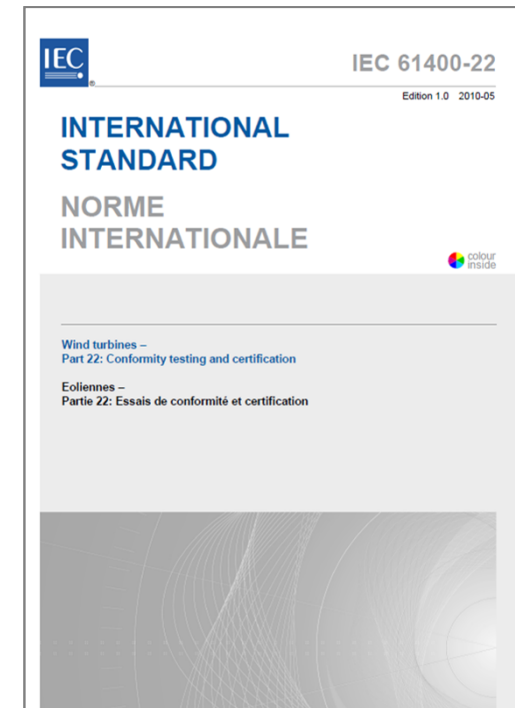 IEC
®
IEC 61400-22
Edition 1.0 2010-05
INTERNATIONAL
STANDARD
NORME
INTERNATIONALE
colour
inside
Wind turbines –
Part 22: Conformity testing and certification
Eoliennes –
Partie 22: Essais de conformité et certification